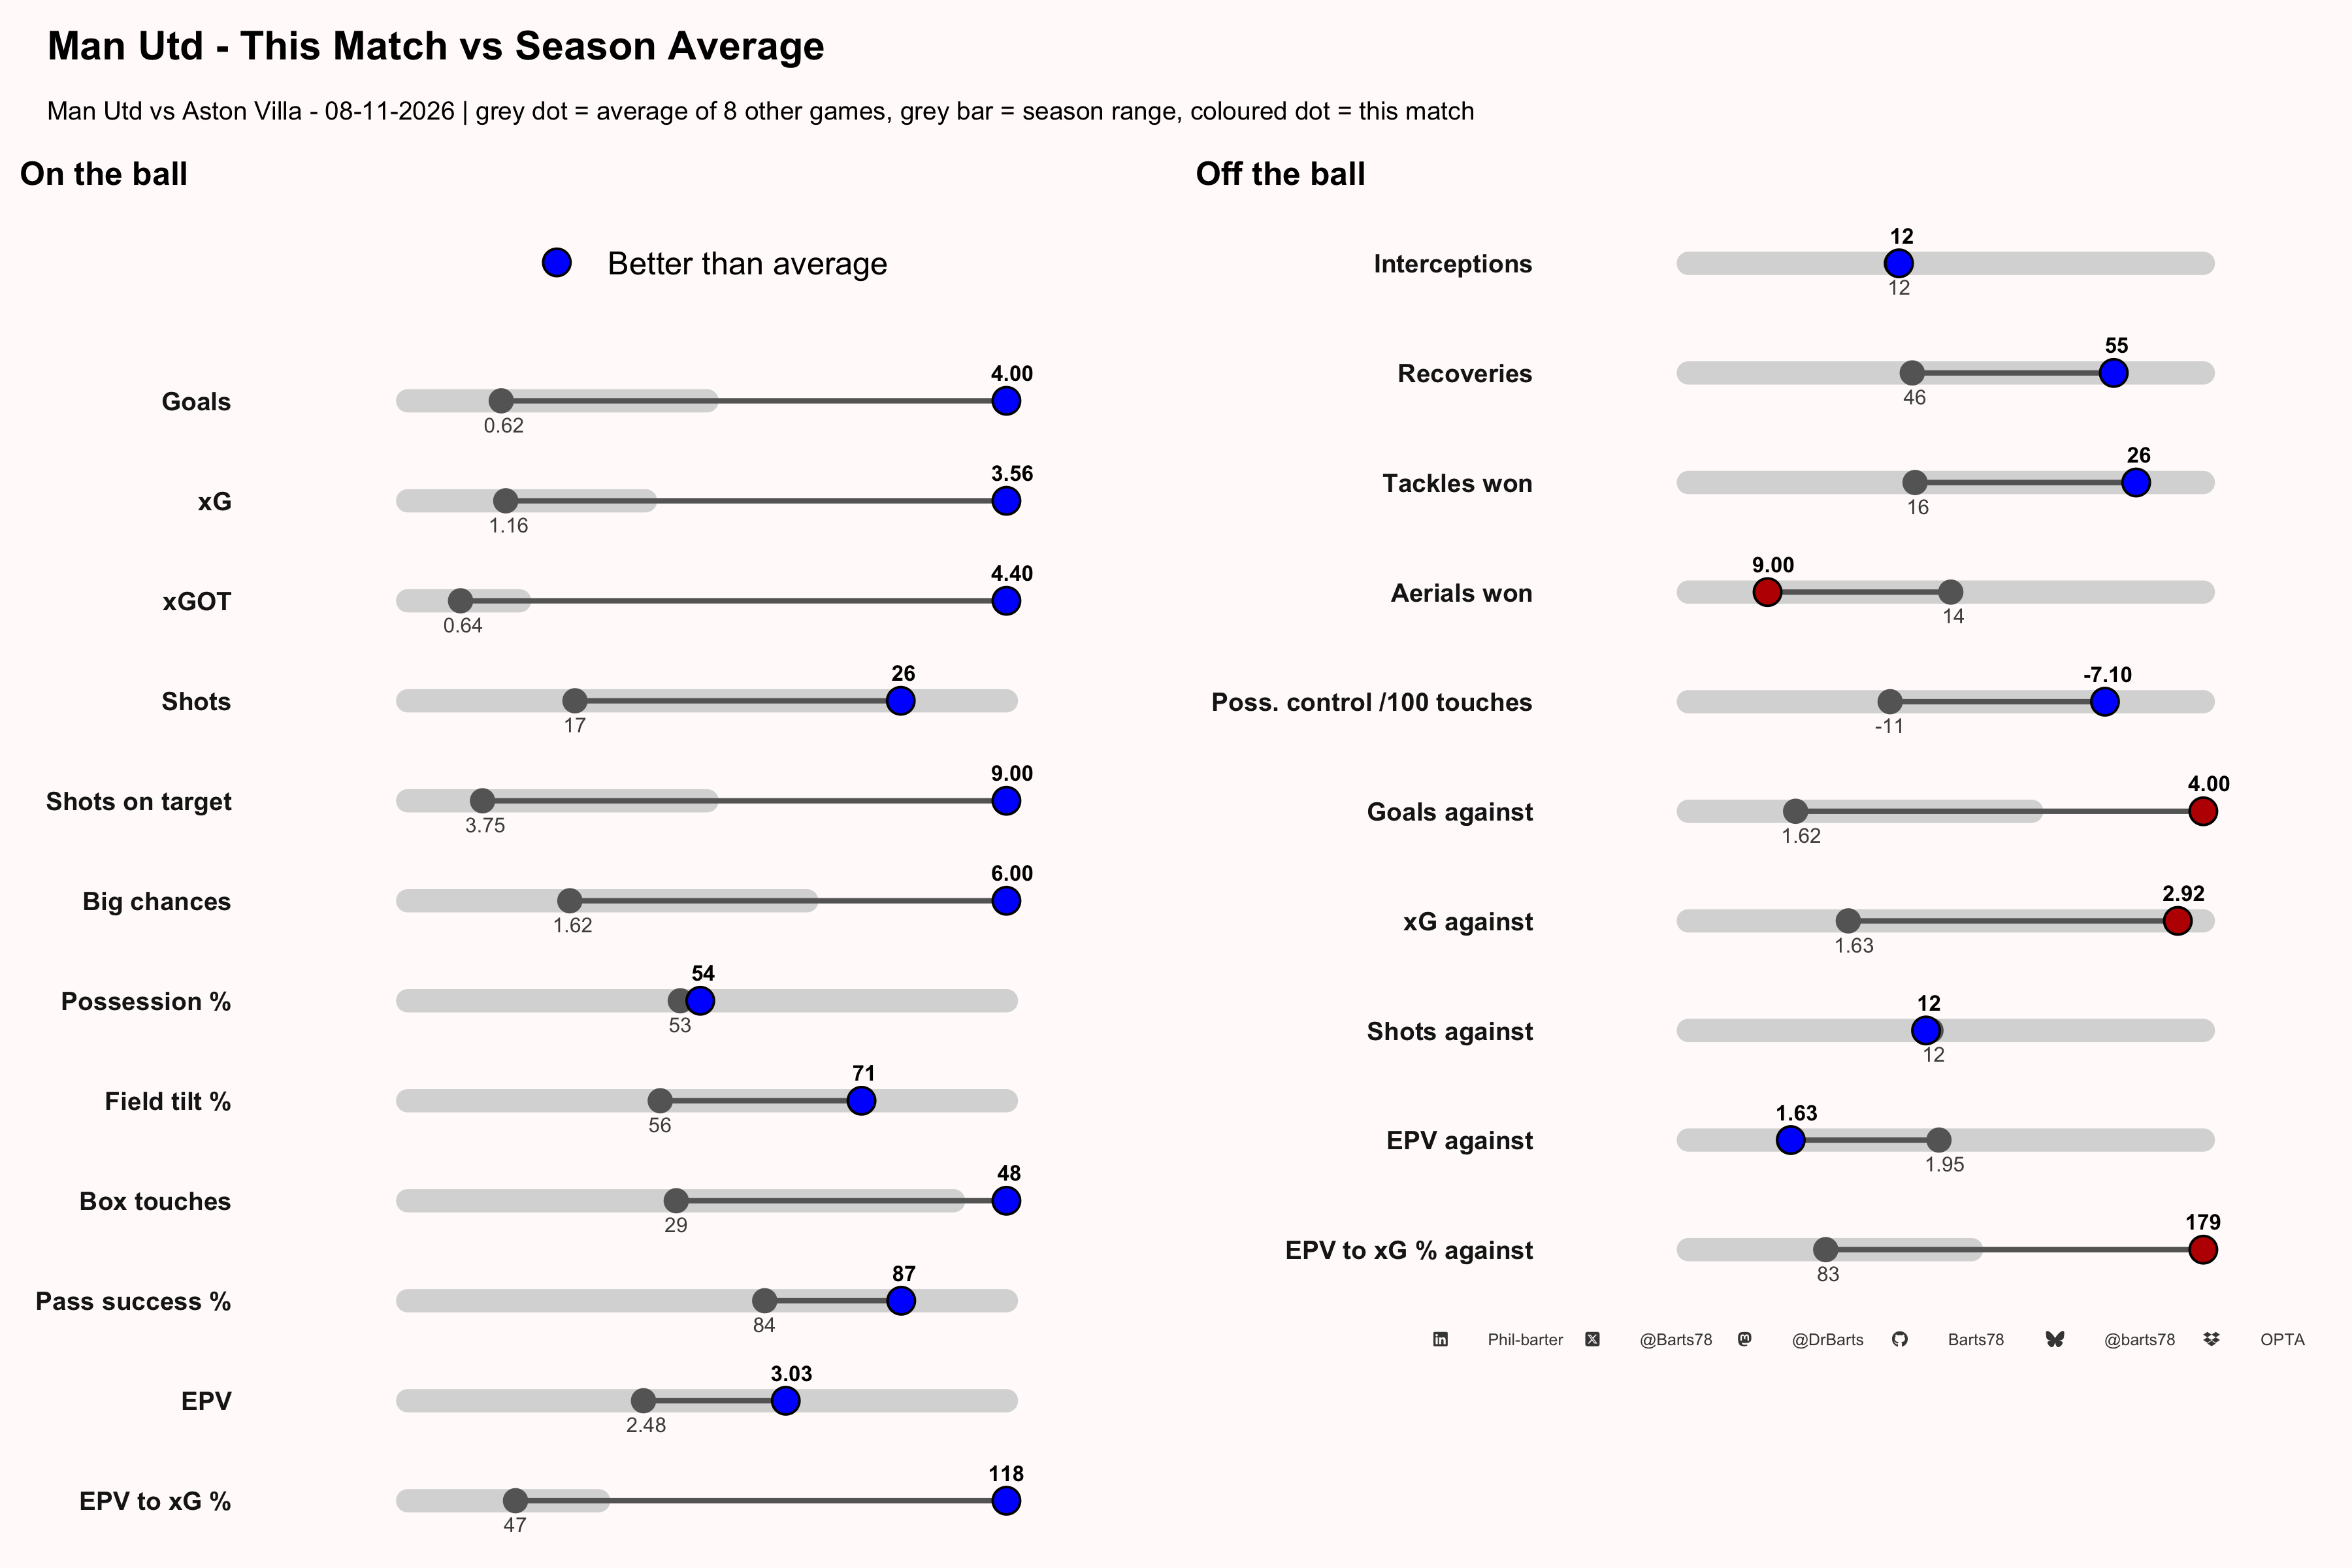 Man Utd - This Match vs Season Average
Man Utd vs Aston Villa - 08-11-2026 | grey dot = average of 8 other games, grey bar = season range, coloured dot = this match
On the ball
Better than average
Goals
4.00
0.62
xG
3.56
1.16
xGOT
4.40
0.64
Shots
26
17
Shots on target
9.00
3.75
Big chances
6.00
1.62
Possession %
54
53
Field tilt %
71
56
Box touches
48
29
Pass success %
87
84
EPV
3.03
2.48
EPV to xG %
118
47
Off the ball
Interceptions
12
12
Recoveries
55
46
Tackles won
26
16
Aerials won
9.00
14
Poss. control /100 touches
-7.10
-11
Goals against
4.00
1.62
xG against
2.92
1.63
Shots against
12
12
EPV against
1.63
1.95
EPV to xG % against
179
83
Phil-barter @Barts78 @DrBarts Barts78 @barts78 OPTA